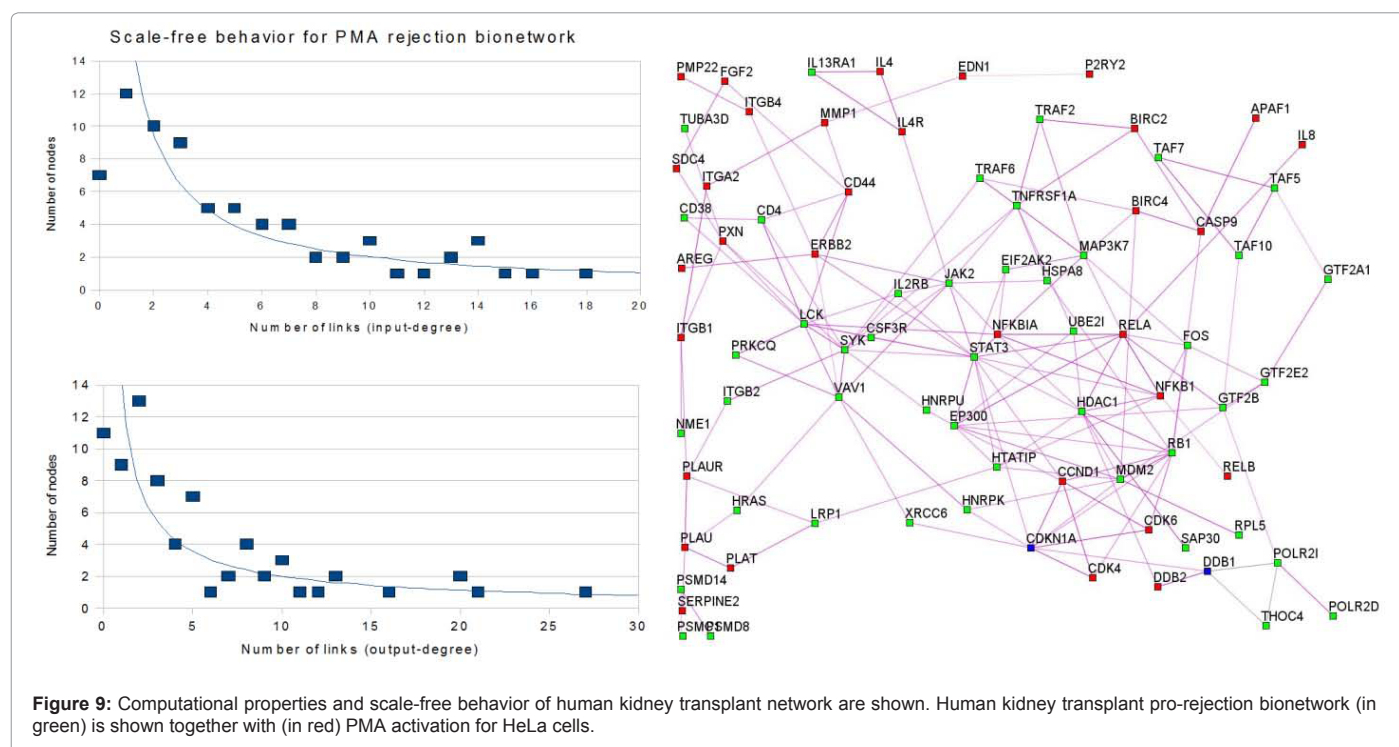 Scale-free behavior for PMA rejection bionetwork
14
12
10
8
6
4
2
0
Number of nodes
0 2 4 6 8 10 12 14 16 18 20
Number of links (input-degree)
14
12
10
8
6
4
2
0
Number of nodes
0 5 10 15 20 25 30
Number of links (output-degree)
PMP22 FGF2 IL13RA1 IL4 EDN1 P2RY2
ITGB4 MMP1 IL4R TRAF2 BIRC2 APAF1
TUBA3D IL8
SDC4 ITGA2 CD44 TRAF6 TNFRSF1A TAF7 TAF5
CD38 CD4 BIRC4 CASP9
PXN ERBB2 MAP3K7 TAF10
AREG JAK2 EIF2AK2 HSPA8 GTF2A1
IL2RB
ITGB1 LCK CSF3R NFKBIA UBE2I RELA FOS
PRKCQ SYK STAT3
ITGB2 VAV1 NFKB1 GTF2E2
HNRPU HDAC1 GTF2B
NME1 EP300
RB1
PLAUR HTATIP CCND1 MDM2 RELB
HRAS LRP1 XRCC6 HNRPK
CDK6 RPL5
PLAU PLAT CDKN1A SAP30
CDK4 DDB2 DDB1 POLR2I
PSMD14
SERPINE2 THOC4 POLR2D
PSMD8
Figure 9: Computational properties and scale-free behavior of human kidney transplant network are shown. Human kidney transplant pro-rejection bionetwork (in
green) is shown together with (in red) PMA activation for HeLa cells.